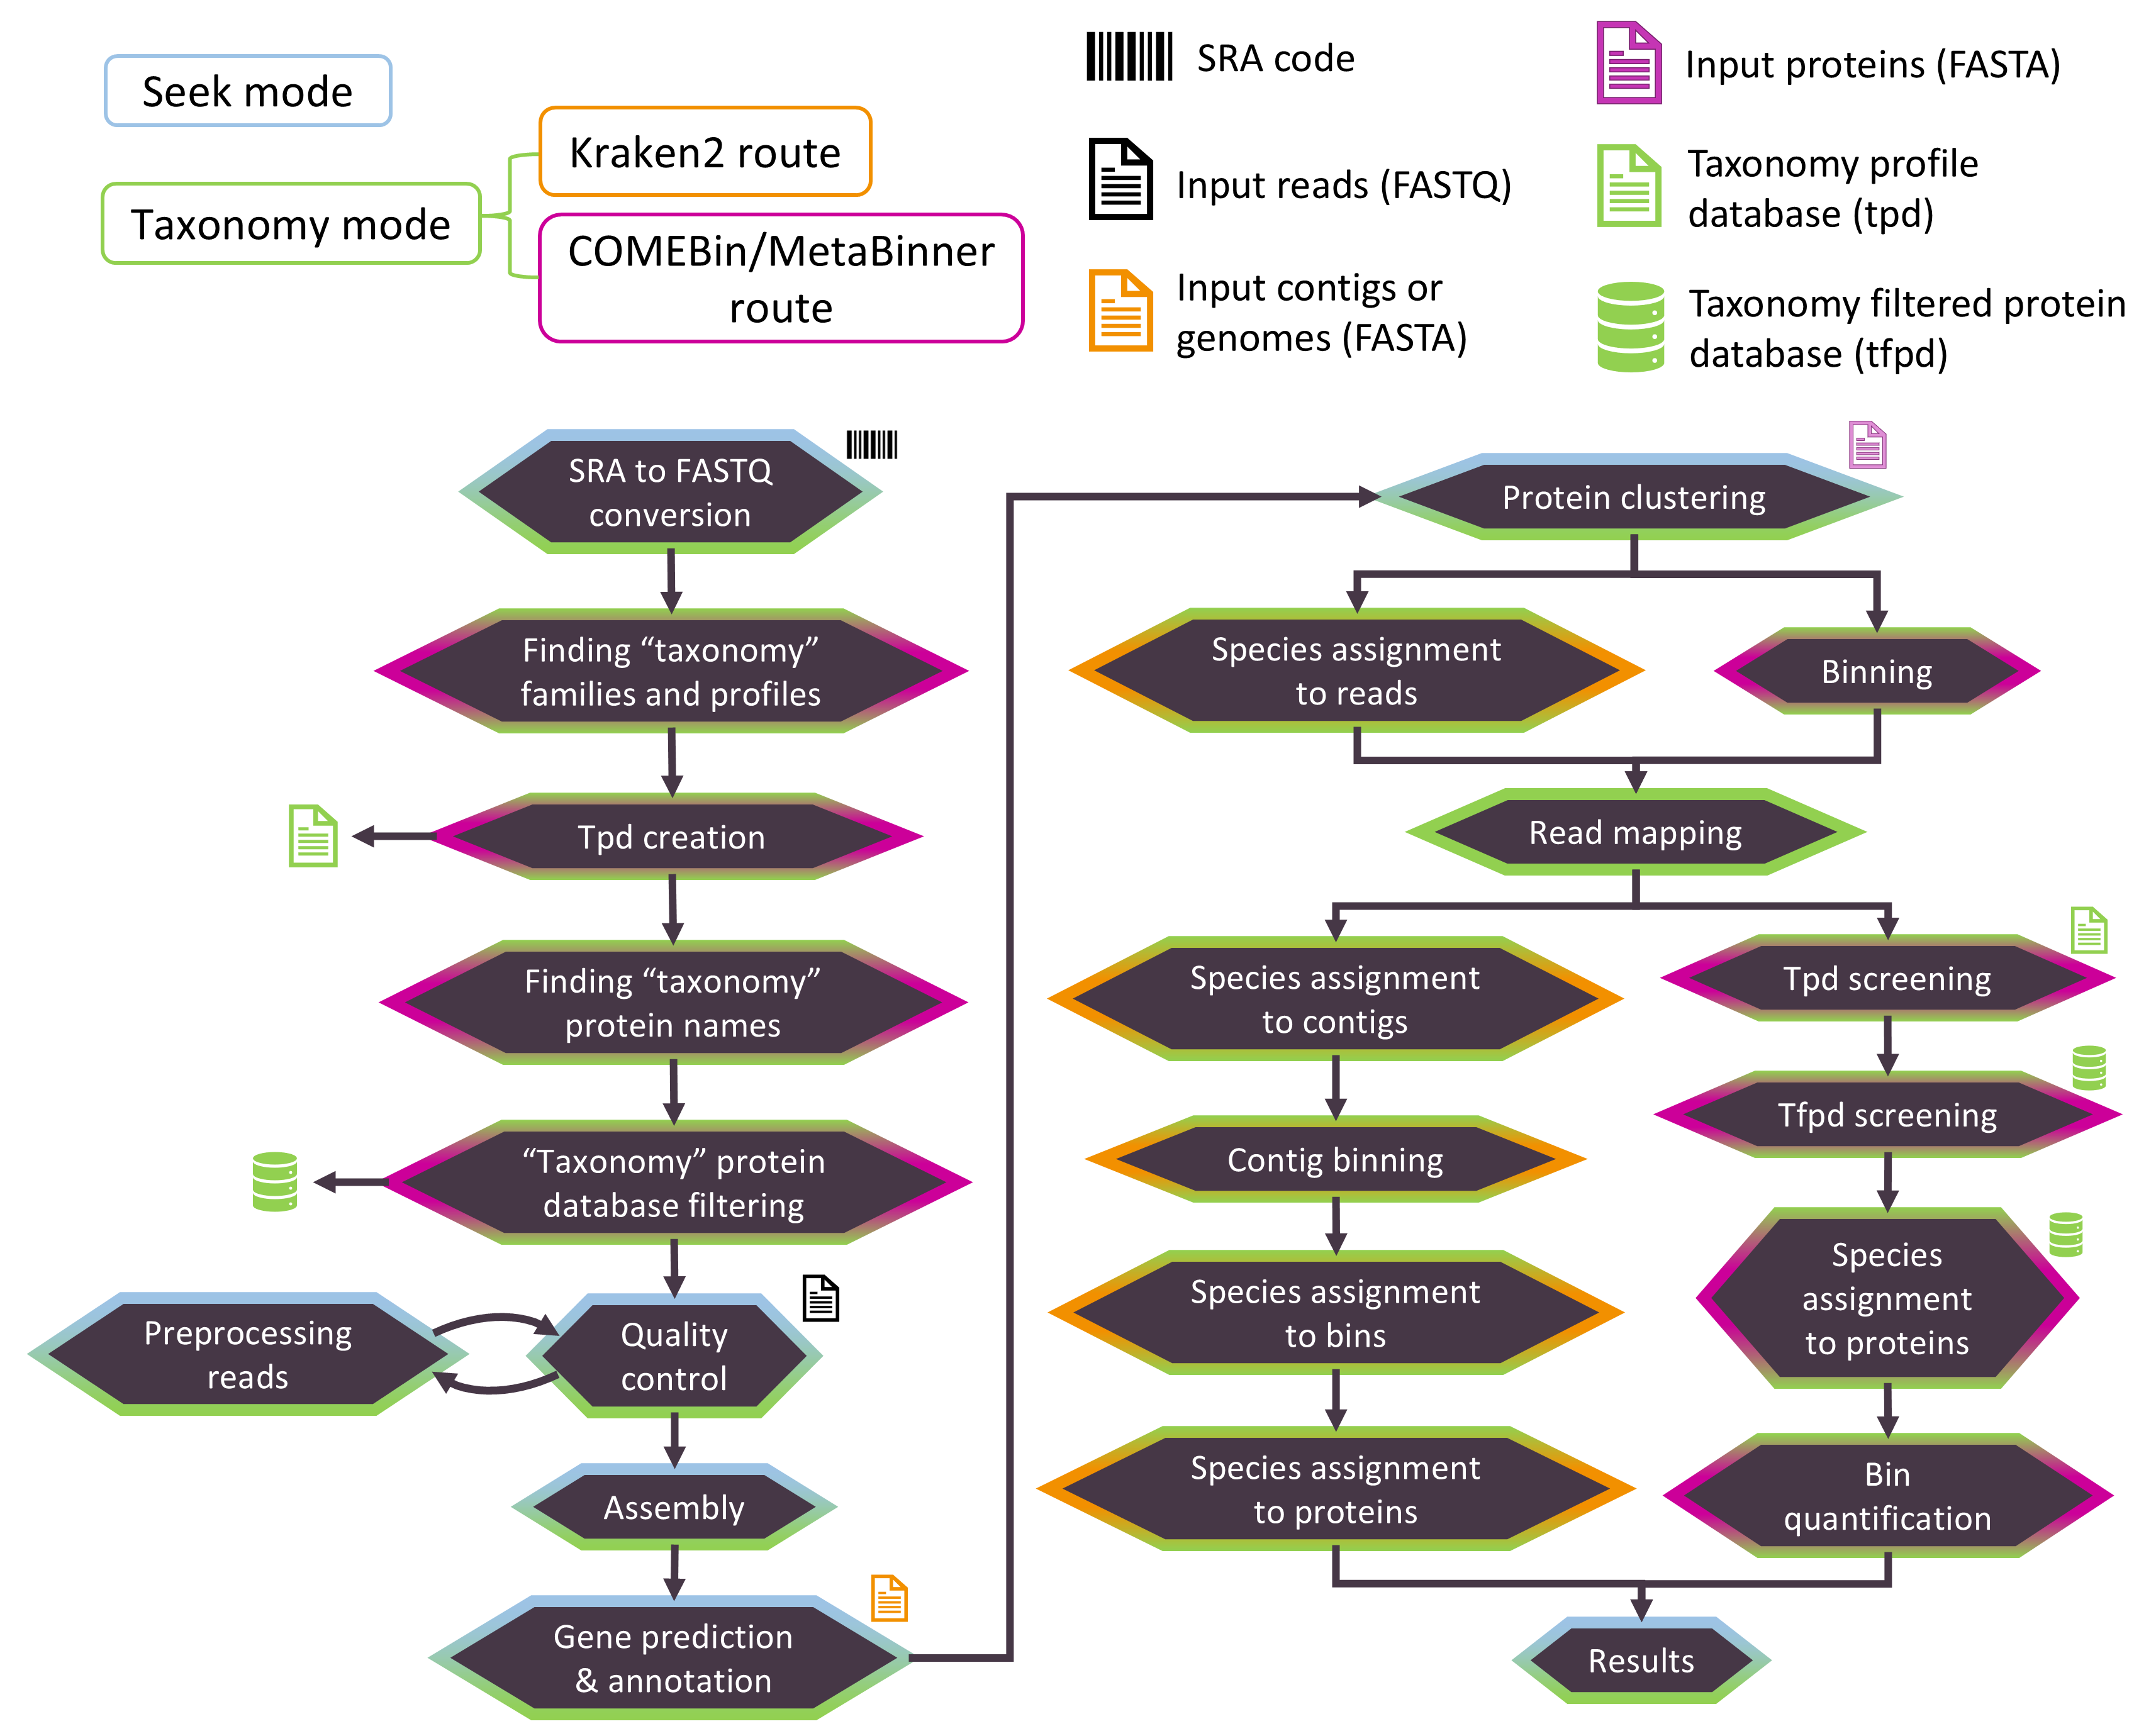 Seek mode
Taxonomy mode
Kraken2 route
COMEBin/MetaBinner
route
SRA code
Input reads (FASTQ)
Input contigs or
genomes (FASTA)
Input proteins (FASTA)
Taxonomy profile
database (tpd)
Taxonomy filtered protein
database (tfpd)
SRA to FASTQ
conversion
Finding “taxonomy”
families and profiles
Tpd creation
Finding “taxonomy”
protein names
“Taxonomy” protein
database filtering
Preprocessing
reads
Quality
control
Assembly
Gene prediction
& annotation
Protein clustering
Species assignment
to reads
Binning
Read mapping
Species assignment
to contigs
Contig binning
Species assignment
to bins
Species assignment
to proteins
Tpd screening
Tfpd screening
Species
assignment
to proteins
Bin
quantification
Results